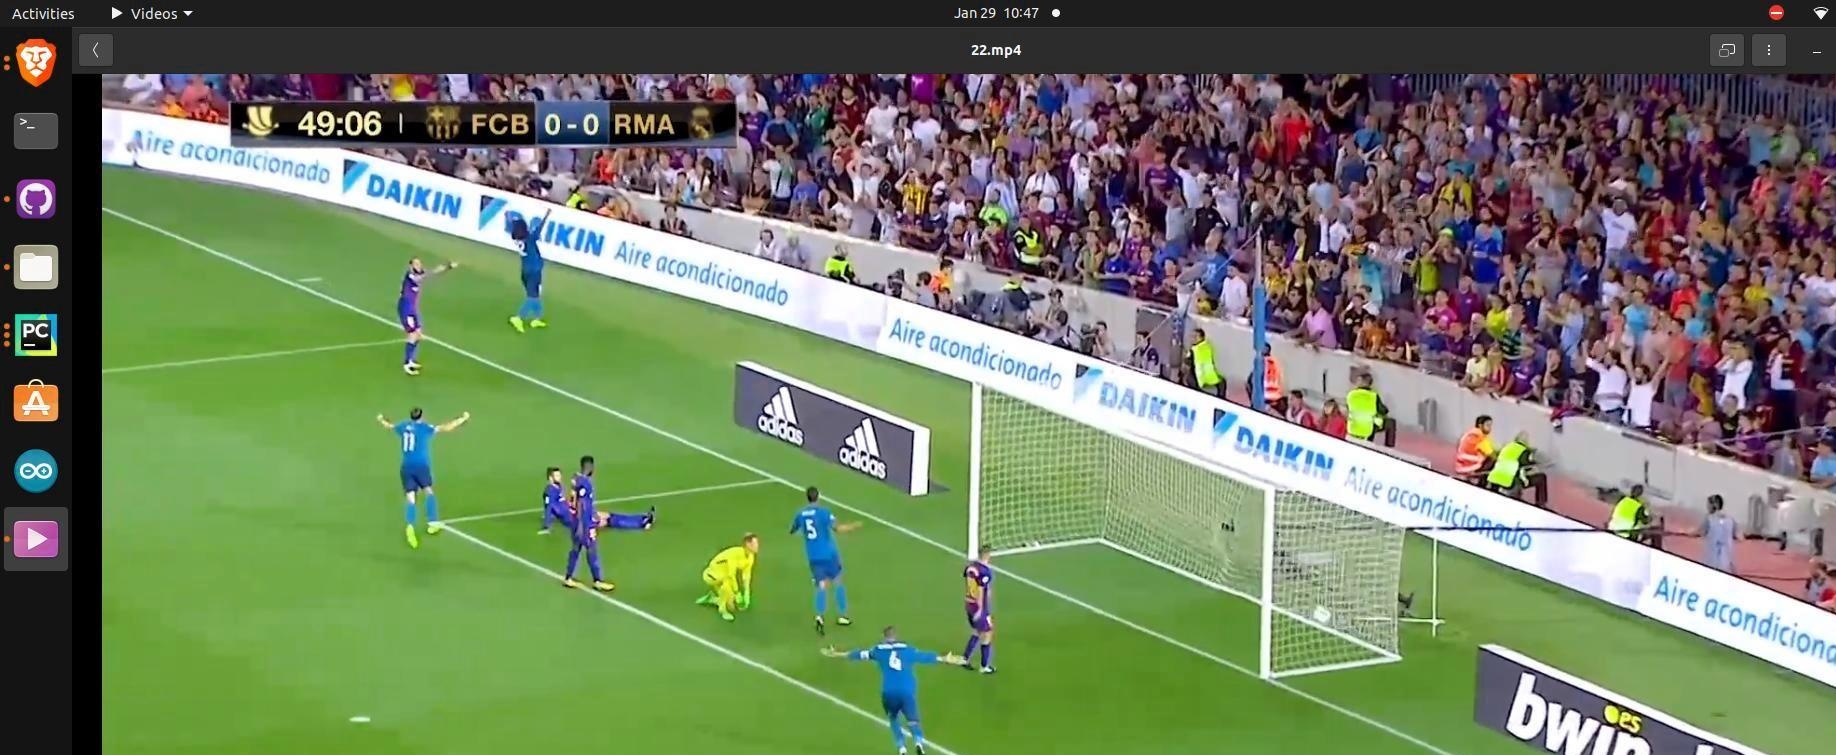 Activities Videos Jan 29 10:47
22.mp4
49:06 FCB 0-0 RMA
Aire acondicionado DAIKIN DAIKIN Aire acondicionado
Aire acondicionado DAIKIN DAIKIN Aire acondicionado
Aire acondiciona
adidas adidas
>_
PC
11
5
4
bwin
es